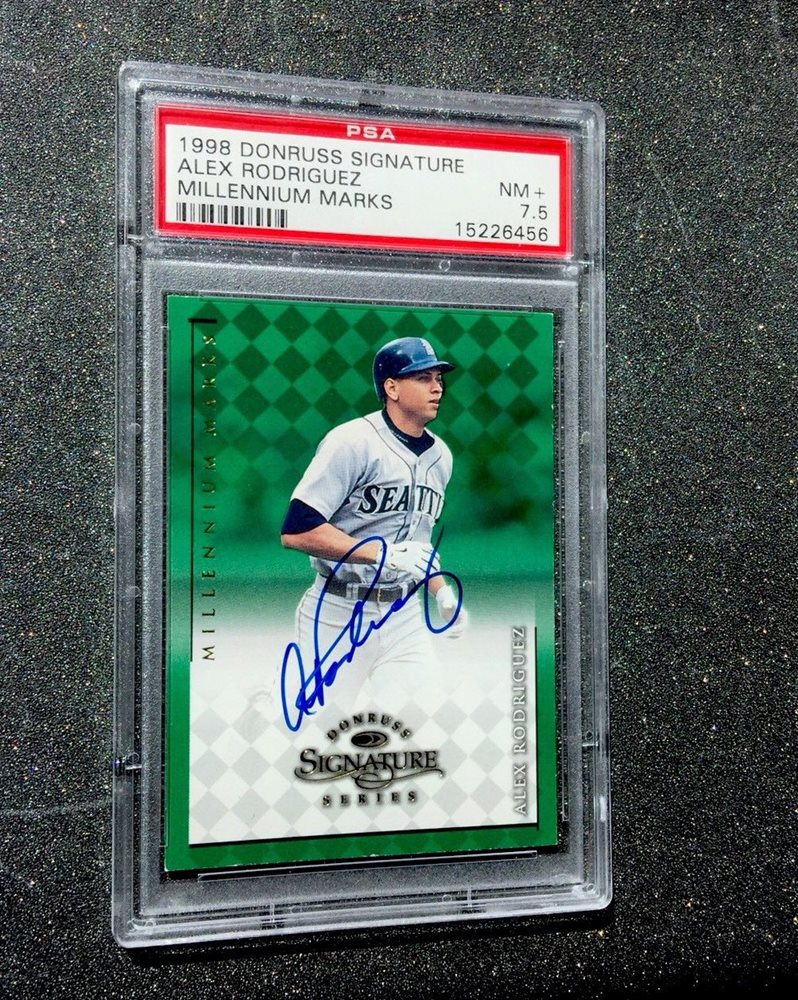 PSA
1998 DONRUSS SIGNATURE
ALEX RODRIGUEZ
MILLENNIUM MARKS
NM+
7.5
15226456
MILLENNIUM MARKS
S
SEATTL
ALEX RODRIGUEZ
DONRUSS
SIGNATURE
SERIES